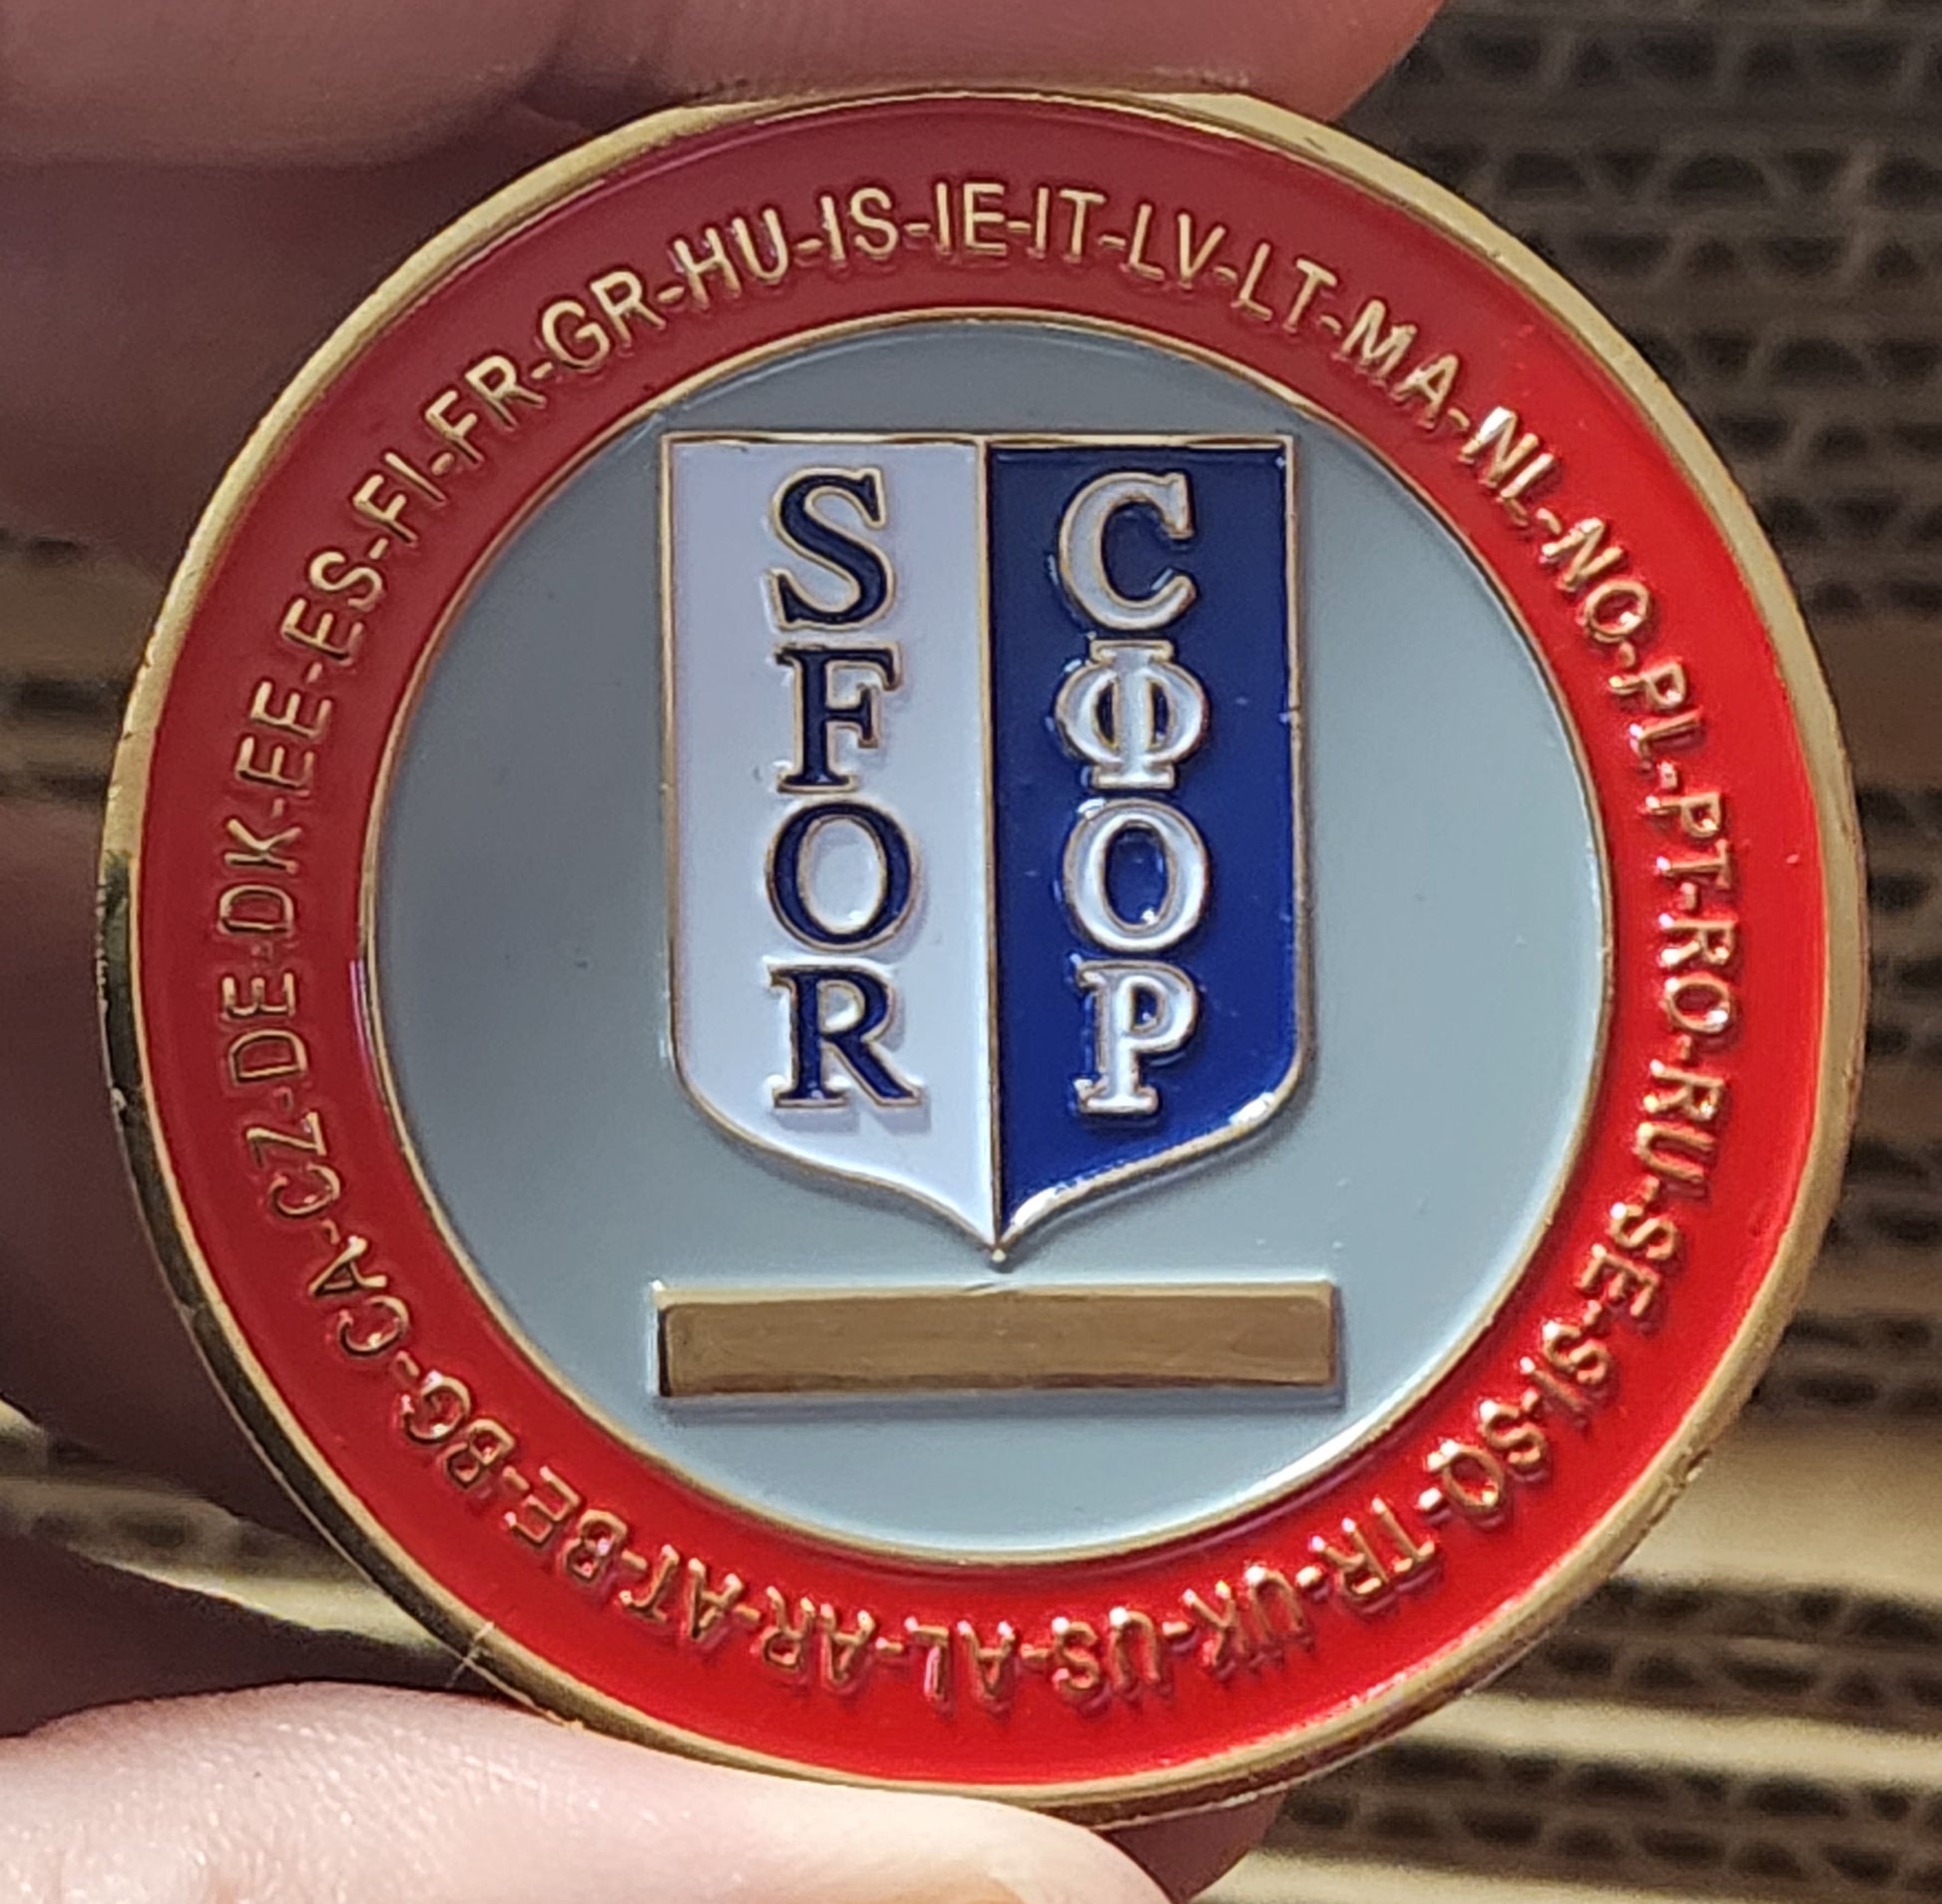 AL-AR-AT-BE-BG-CA-CZ-DE-DK-EE-ES-FI-FR-GR-HU-IS-IE-IT-LV-LT-MA-NL-NO-PL-PT-RO-RU-SE-SI-SQ-TR-UK-US-
SFOR
СФОР